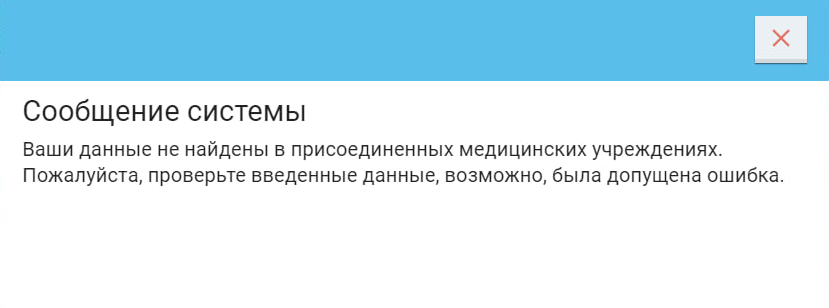 Сообщение системы
Ваши данные не найдены в присоединенных медицинских учреждениях.
Пожалуйста, проверьте введенные данные, возможно, была допущена ошибка.